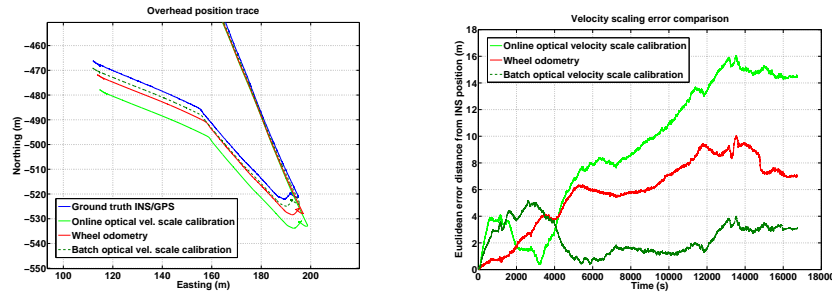 Overhead position trace
−460
−470
−480
−490
−500
−510
−520
−530
−540
−550
Northing (m)
Ground truth INS/GPS
Online optical vel. scale calibration
Wheel odometry
Batch optical vel. scale calibration
100 120 140 160 180 200
Easting (m)
Velocity scaling error comparison
18
16
14
12
10
8
6
4
2
0
Euclidean error distance from INS position (m)
Online optical velocity scale calibration
Wheel odometry
Batch optical velocity scale calibration
0 2000 4000 6000 8000 10000 12000 14000 16000 18000
Time (s)